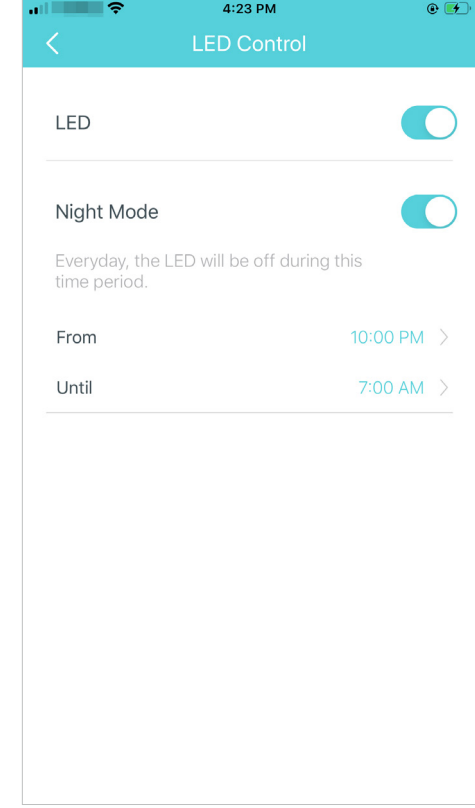 4:23 PM
LED Control
LED
Night Mode
Everyday, the LED will be off during this
time period.
From 10:00 PM
Until 7:00 AM